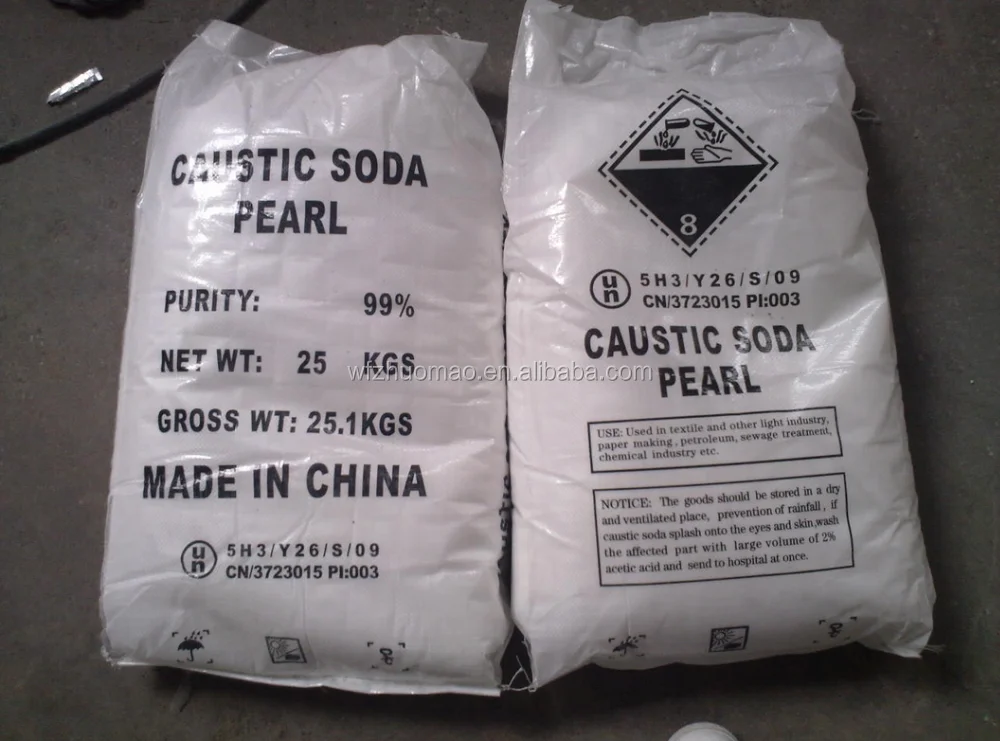 CAUSTIC SODA
PEARL
PURITY: 99%
NET WT: 25 KGS
GROSS WT: 25.1KGS
MADE IN CHINA
un 5H3/Y26/S/09
CN/3723015 PI:003
8
un 5H3/Y26/S/09
CN/3723015 PI:003
CAUSTIC SODA
PEARL
USE: Used in textile and other light industry,
paper making, petroleum, sewage treatment,
chemical industry etc.
NOTICE: The goods should be stored in a dry
and ventilated place, prevention of rainfall, if
caustic soda splash onto the eyes and skin,wash
the affected part with large volume of 2%
acetic acid and send to hospital at once.
wfzhuomao.en.alibaba.com